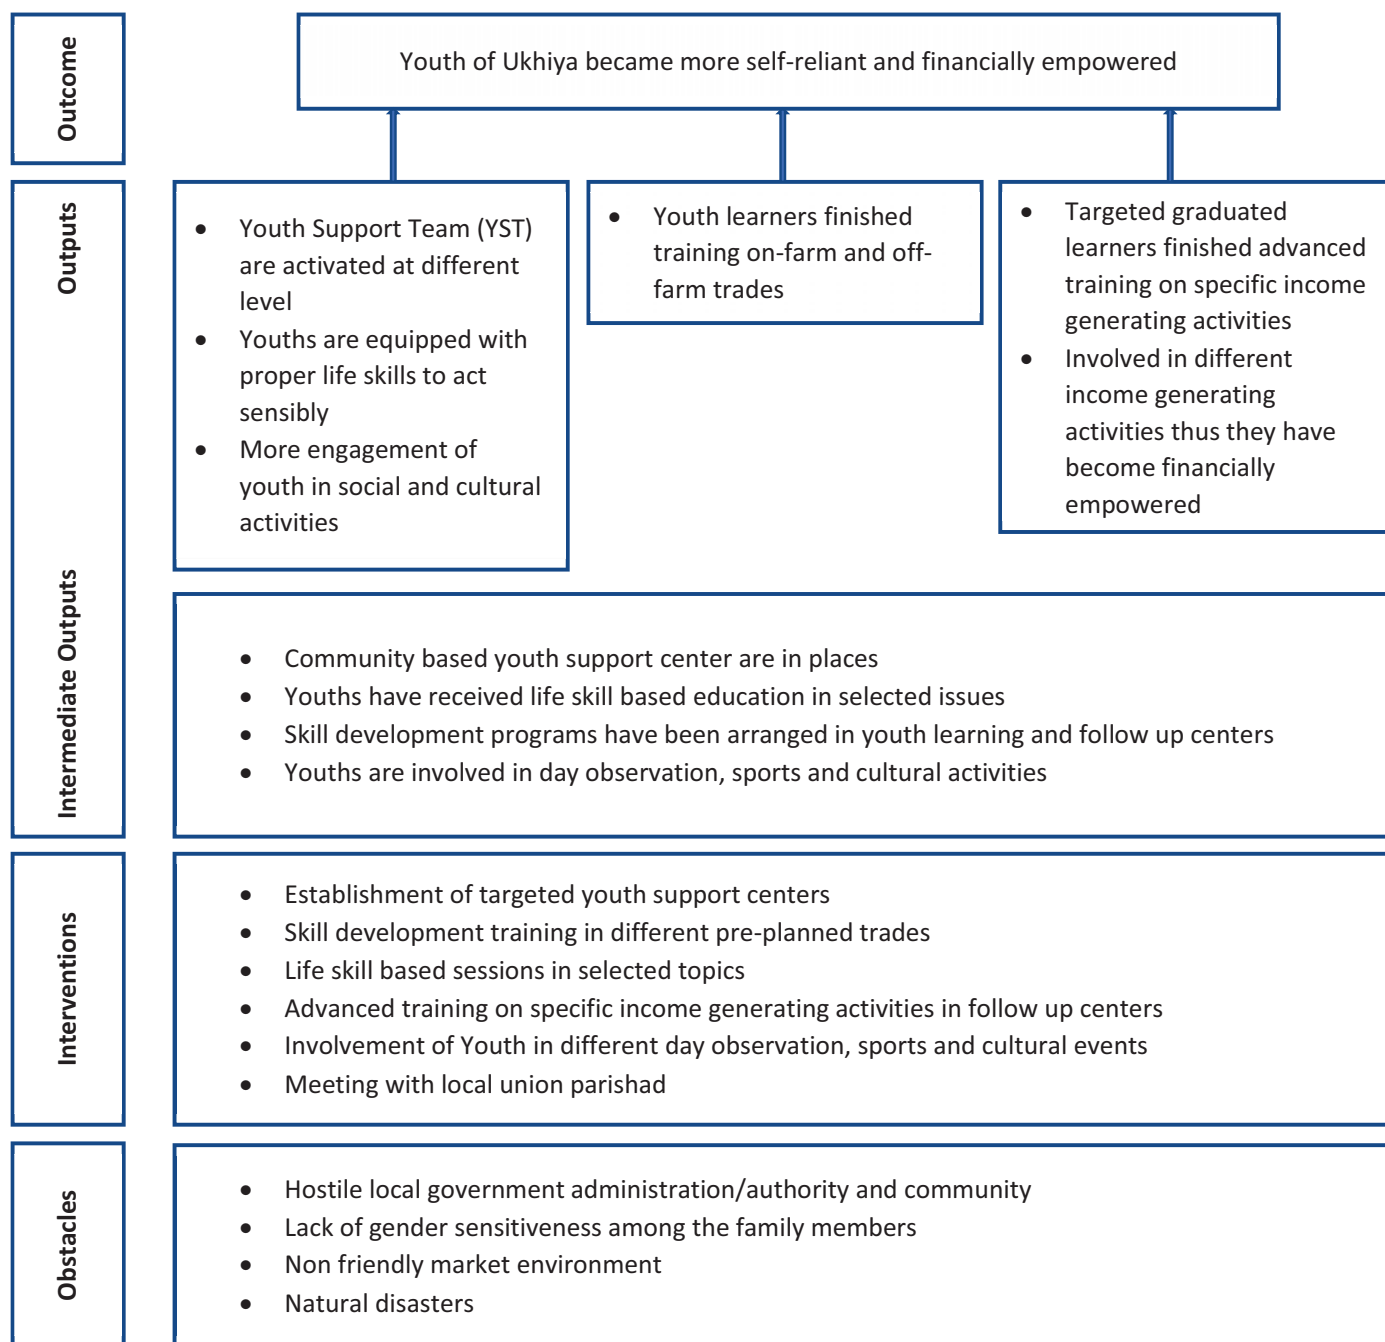 Outcome
Youth of Ukhiya became more self-reliant and financially empowered
Outputs
• Youth Support Team (YST)
are activated at different
level
• Youths are equipped with
proper life skills to act
sensibly
• More engagement of
youth in social and cultural
activities
• Youth learners finished
training on-farm and off-
farm trades
• Targeted graduated
learners finished advanced
training on specific income
generating activities
• Involved in different
income generating
activities thus they have
become financially
empowered
Intermediate Outputs
• Community based youth support center are in places
• Youths have received life skill based education in selected issues
• Skill development programs have been arranged in youth learning and follow up centers
• Youths are involved in day observation, sports and cultural activities
Interventions
• Establishment of targeted youth support centers
• Skill development training in different pre-planned trades
• Life skill based sessions in selected topics
• Advanced training on specific income generating activities in follow up centers
• Involvement of Youth in different day observation, sports and cultural events
• Meeting with local union parishad
Obstacles
• Hostile local government administration/authority and community
• Lack of gender sensitiveness among the family members
• Non friendly market environment
• Natural disasters